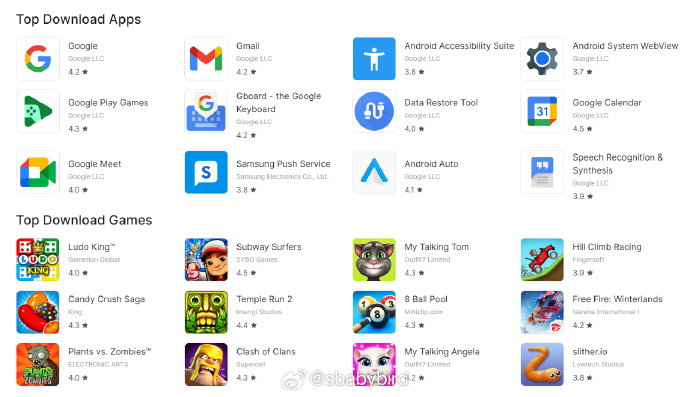 Top Download Apps
Google
Google LLC
4.2 ★
Gmail
Google LLC
4.2 ★
Android Accessibility Suite
Google LLC
3.8 ★
Android System WebView
Google LLC
3.7 ★
Google Play Games
Google LLC
4.3 ★
Gboard - the Google
Keyboard
Google LLC
4.2 ★
Data Restore Tool
Google LLC
4.0 ★
31
Google Calendar
Google LLC
4.5 ★
Google Meet
Google LLC
4.0 ★
S
Samsung Push Service
Samsung Electronics Co., Ltd.
3.8 ★
Android Auto
Google LLC
4.1 ★
Speech Recognition &
Synthesis
Google LLC
3.9 ★
Top Download Games
LUDO
KING
Ludo King™
Gametion Global
4.0 ★
Subway Surfers
SYBO Games
4.5 ★
My Talking Tom
Outfit7 Limited
4.3 ★
Hill Climb Racing
Fingersoft
3.9 ★
Candy Crush Saga
King
4.3 ★
Temple Run 2
Imangi Studios
4.4 ★
8 Ball Pool
Miniclip.com
4.3 ★
Free Fire: Winterlands
Garena International I
4.2 ★
PLANTS
ZOMBIES
Plants vs. Zombies™
ELECTRONIC ARTS
4.0 ★
Clash of Clans
Supercell
4.3 ★
My Talking Angela
Outfit7 Limited
4.2 ★
slither.io
Lowtech Studios
3.8 ★
@sbabybird